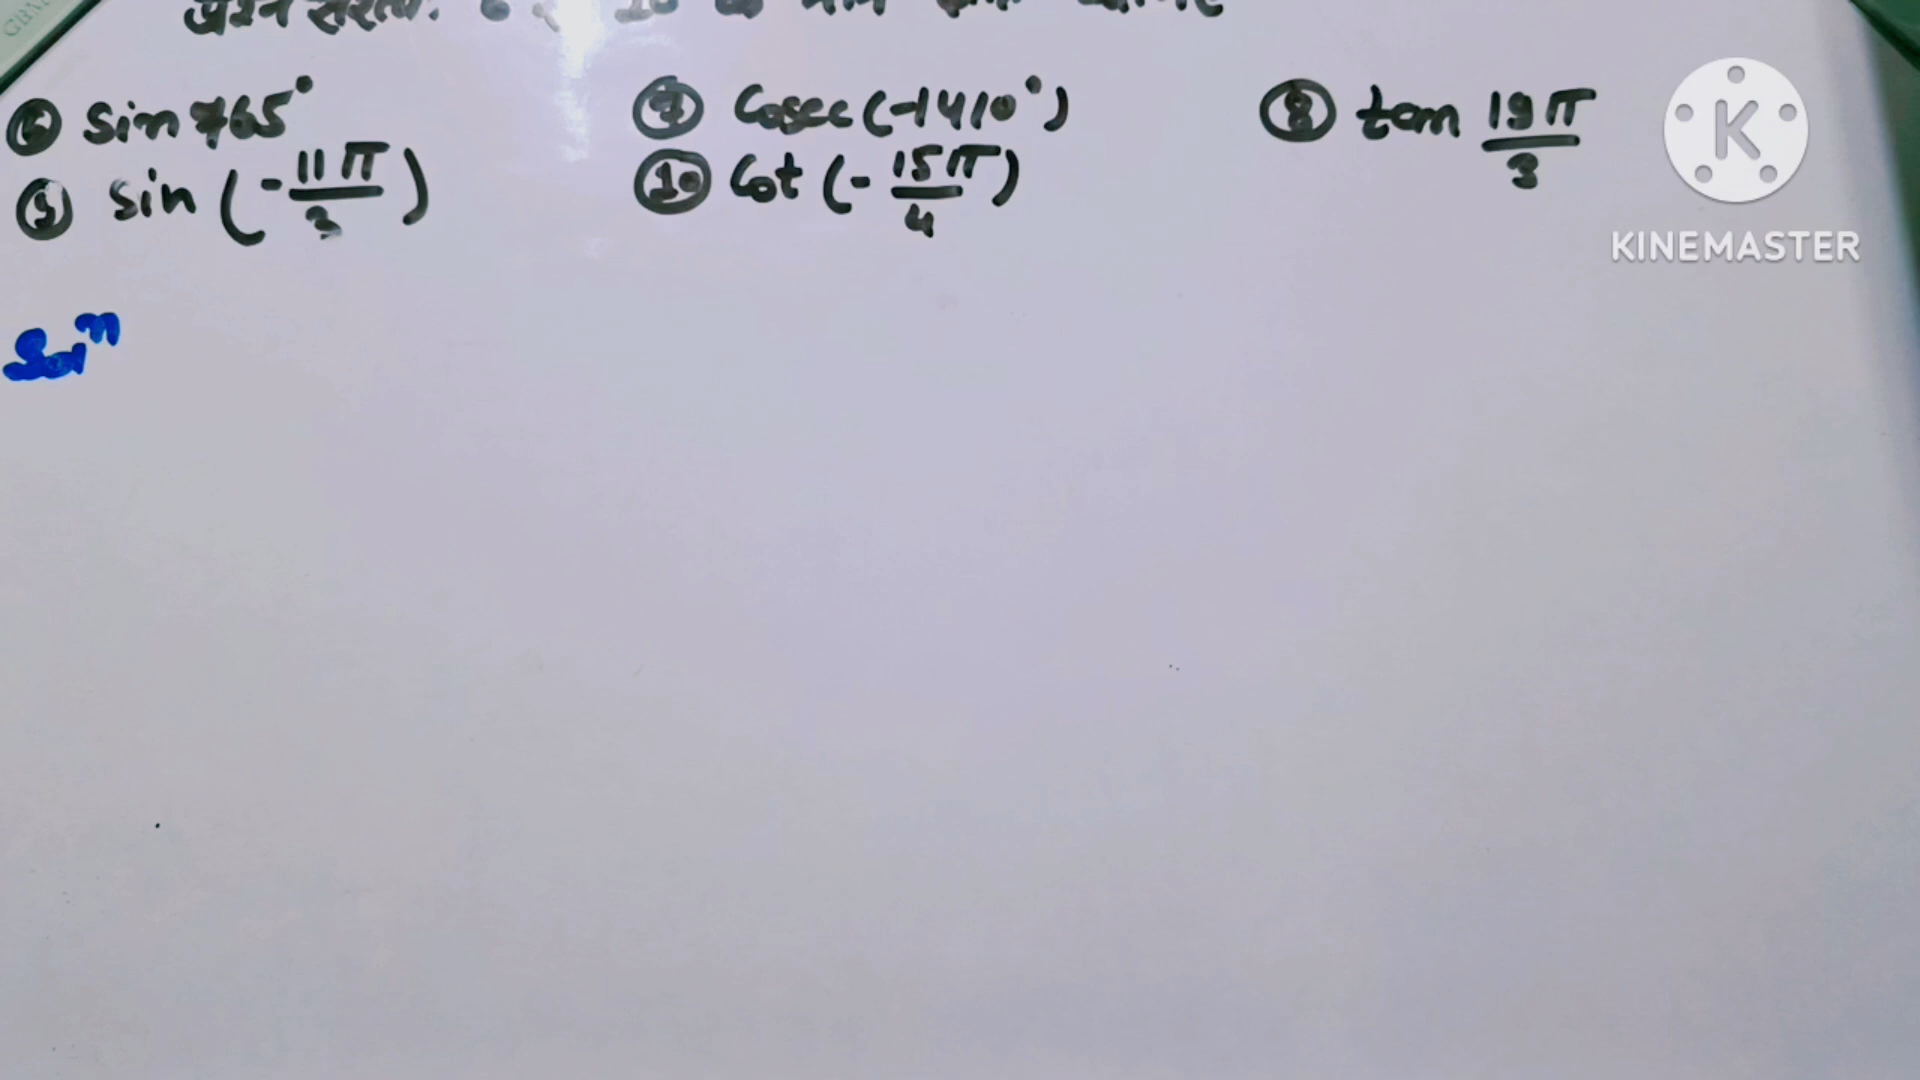 ⑥ sin 765° ⑦ Cosec (-1410°) ⑧ tan 19π/3
⑨ sin (-11π/3) ⑩ Cot (-15π/4)
KINEMASTER
Solⁿ